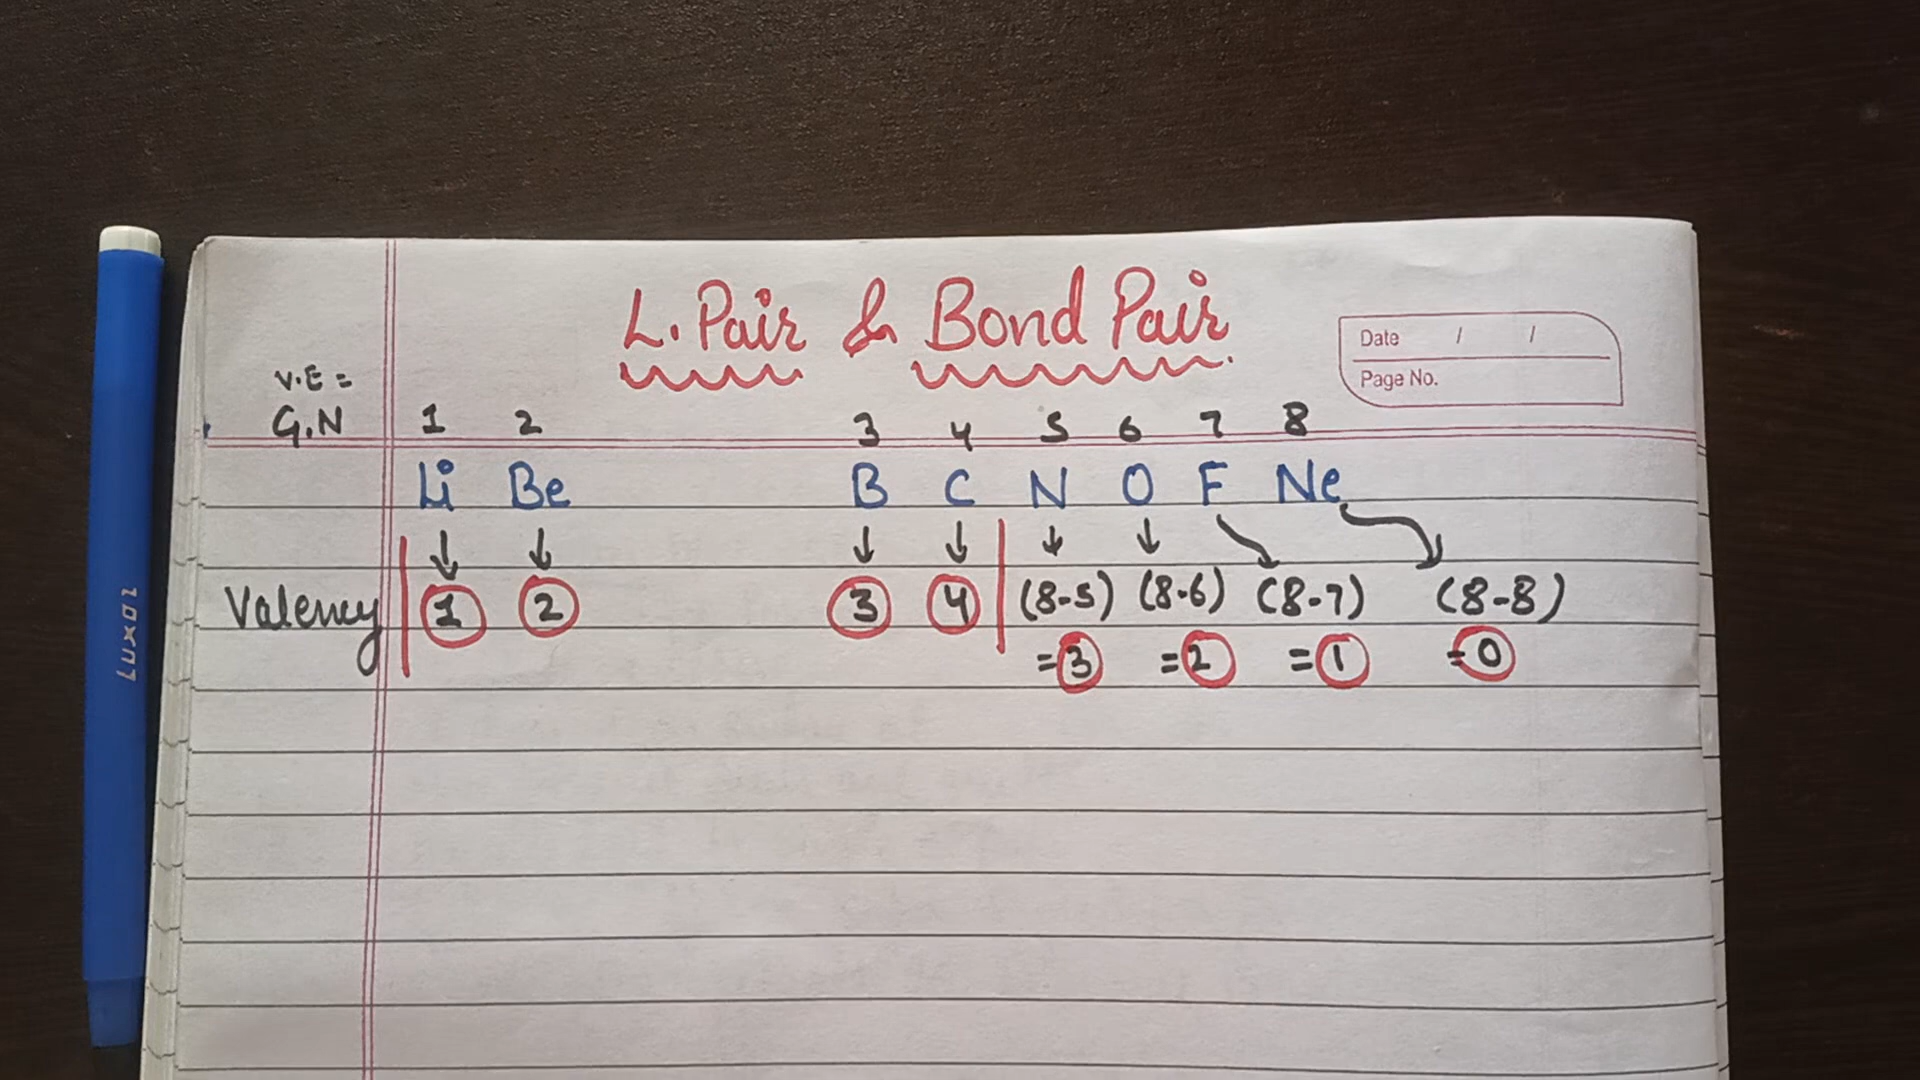 L. Pair & Bond Pair
Date / /
Page No.
V.E =
G.N 1 2 3 4 5 6 7 8
Li Be B C N O F Ne
Valency 1 2 3 4 (8-5) (8-6) (8-7) (8-8)
=3 =2 =1 =0
Luxor